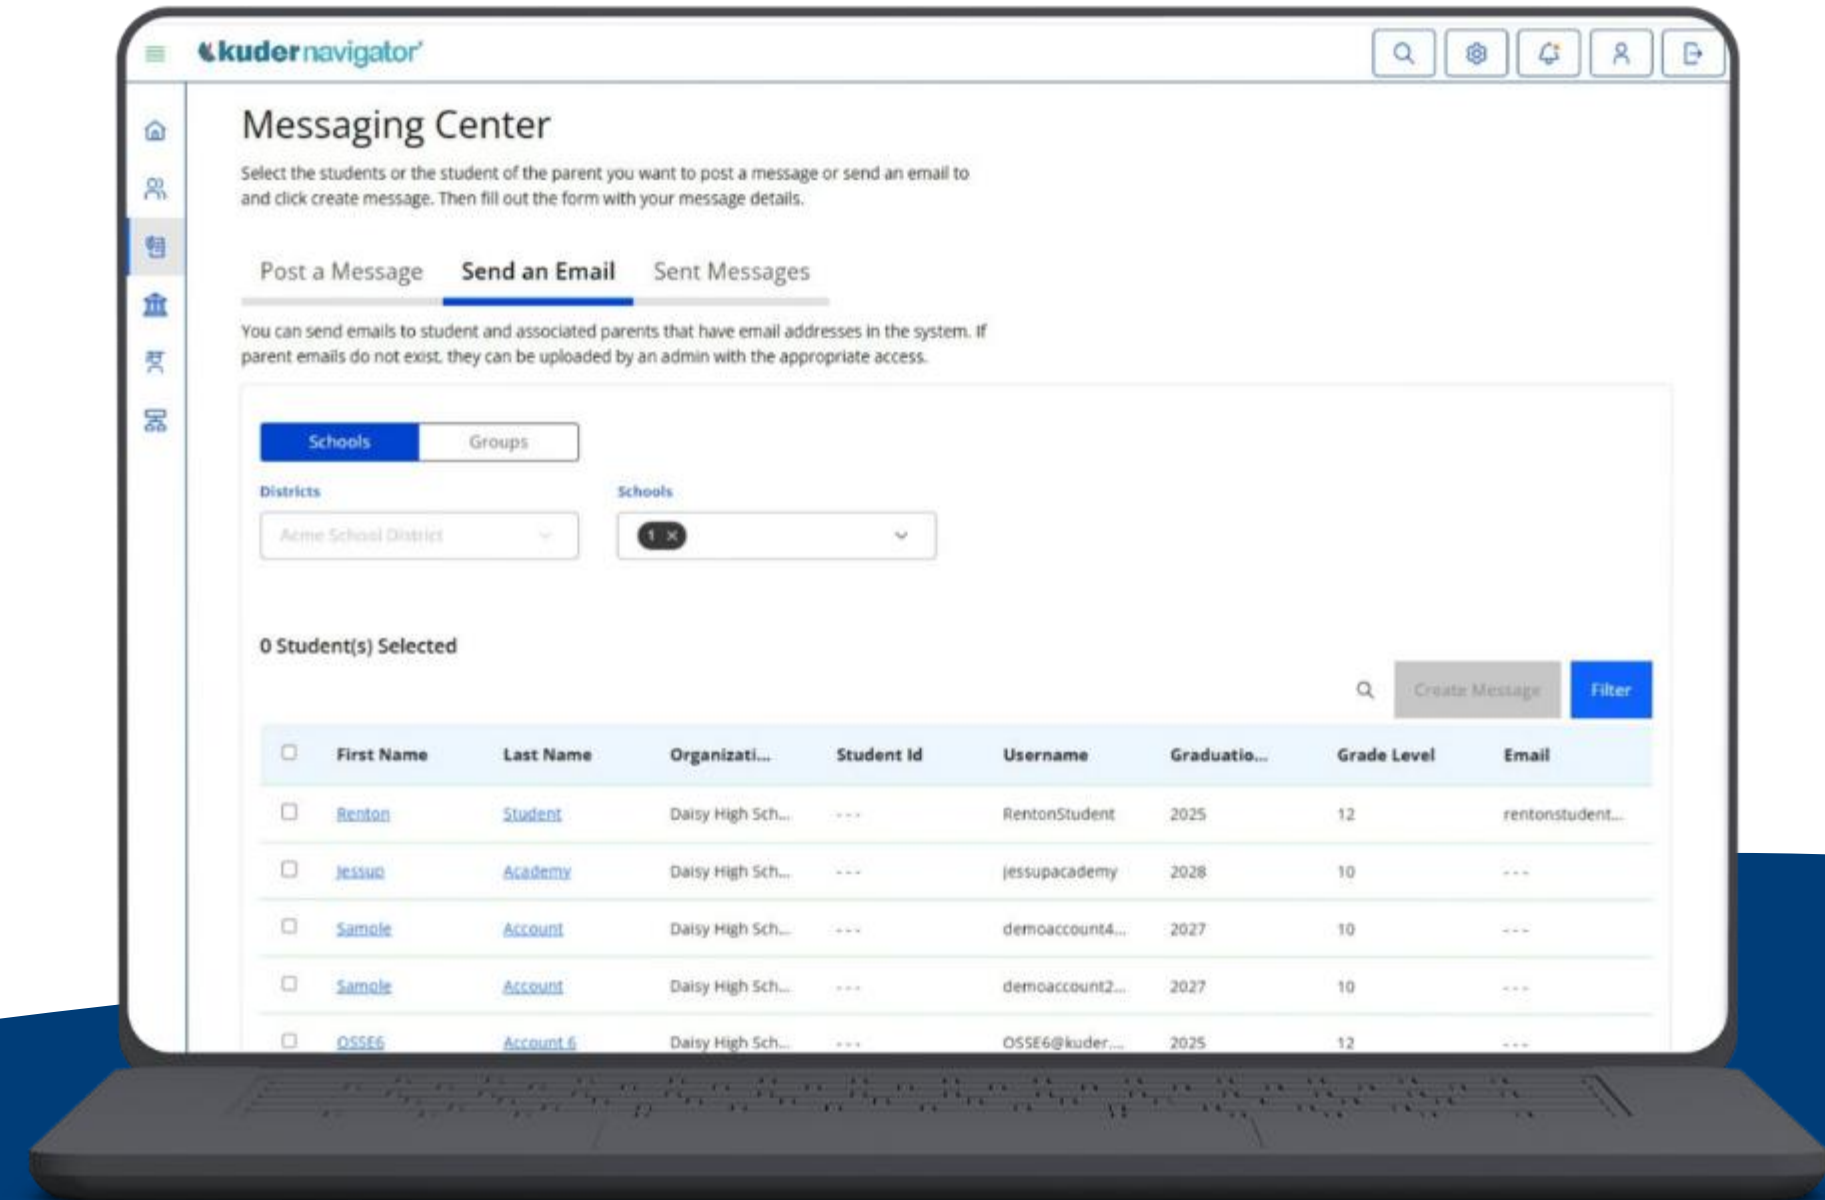 kuder navigator
Messaging Center
Select the students or the student of the parent you want to post a message or send an email to
and click create message. Then fill out the form with your message details.
Post a Message Send an Email Sent Messages
You can send emails to student and associated parents that have email addresses in the system. If
parent emails do not exist, they can be uploaded by an admin with the appropriate access.
Schools Groups
Districts Schools
Acme School District 1 ×
0 Student(s) Selected
Create Message Filter
First Name Last Name Organizati... Student Id Username Graduatio... Grade Level Email
Renton Student Daisy High Sch... --- RentonStudent 2025 12 rentonstudent...
Jessup Academy Daisy High Sch... --- jessupacademy 2028 10 ---
Sample Account Daisy High Sch... --- demoaccount4... 2027 10 ---
Sample Account Daisy High Sch... --- demoaccount2... 2027 10 ---
OSSE6 Account 6 Daisy High Sch... --- OSSE6@kuder.... 2025 12 ---